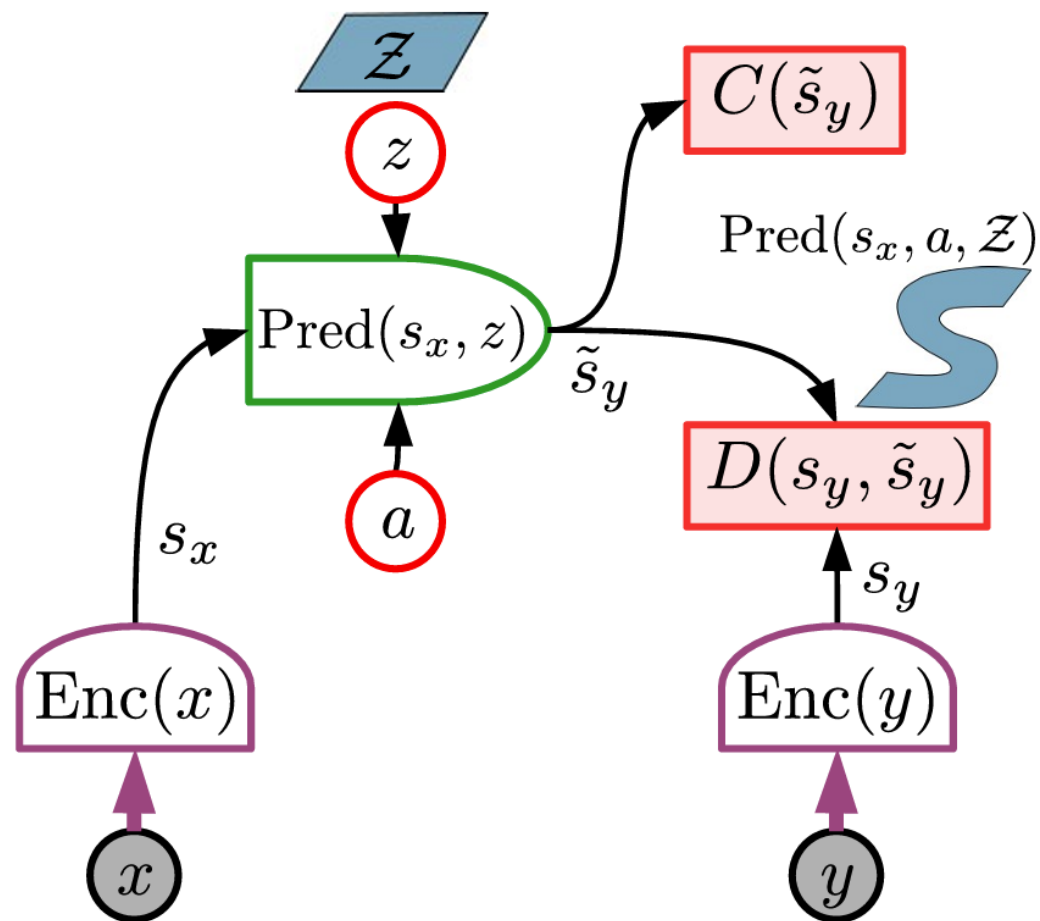 𝒵
z
C(s̃_y)
Pred(s_x, a, 𝒵)
Pred(s_x, z)
s̃_y
D(s_y, s̃_y)
a
s_x
s_y
Enc(x)
Enc(y)
x
y